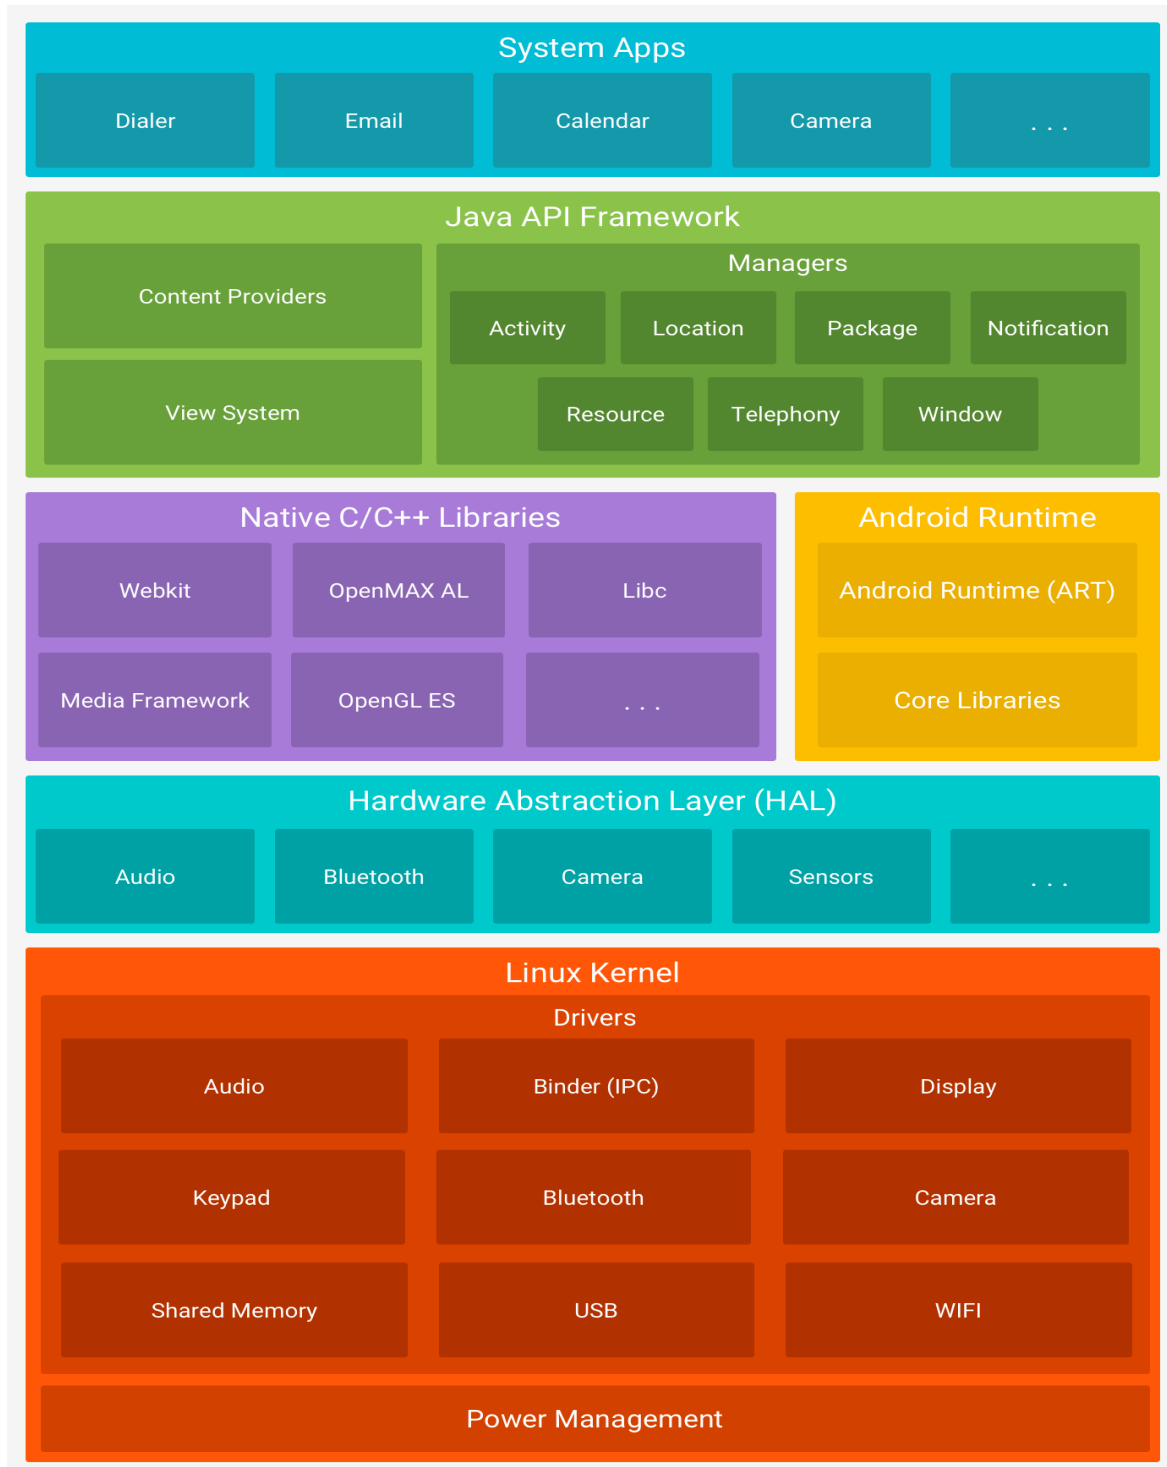 System Apps
Dialer Email Calendar Camera . . .
Java API Framework
Content Providers
View System
Managers
Activity Location Package Notification
Resource Telephony Window
Native C/C++ Libraries
Webkit OpenMAX AL Libc
Media Framework OpenGL ES . . .
Android Runtime
Android Runtime (ART)
Core Libraries
Hardware Abstraction Layer (HAL)
Audio Bluetooth Camera Sensors . . .
Linux Kernel
Drivers
Audio Binder (IPC) Display
Keypad Bluetooth Camera
Shared Memory USB WIFI
Power Management